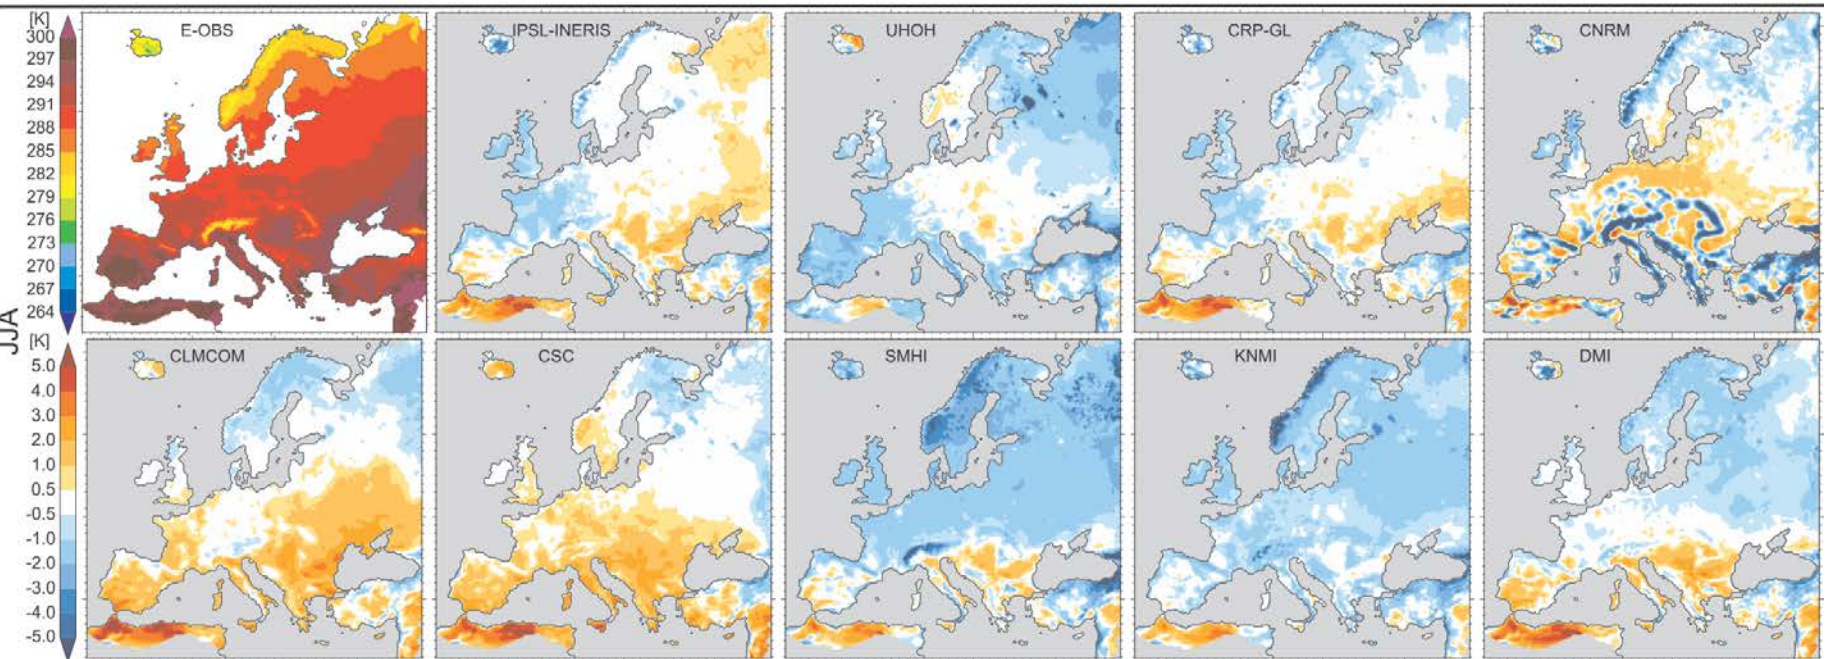 [K]
300
297
294
291
288
285
282
279
276
273
270
267
264
E-OBS
IPSL-INERIS
UHOH
CRP-GL
CNRM
JJA
[K]
5.0
4.0
3.0
2.0
1.0
0.5
-0.5
-1.0
-2.0
-3.0
-4.0
-5.0
CLMCOM
CSC
SMHI
KNMI
DMI